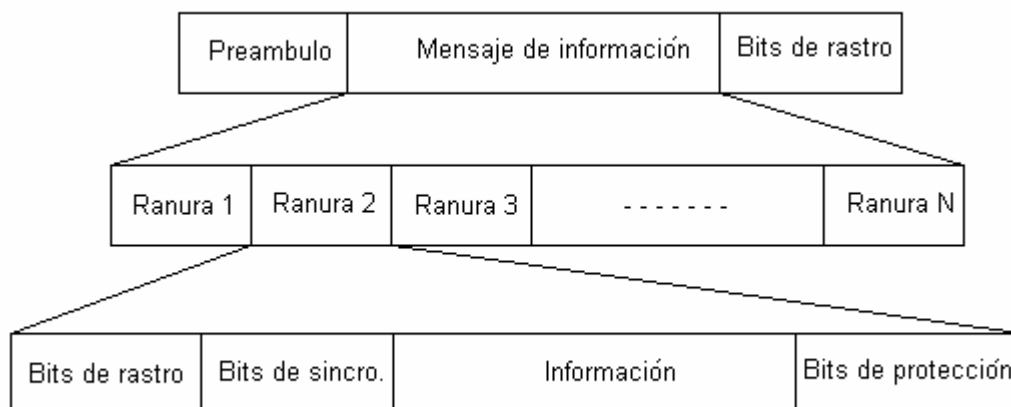 Preambulo Mensaje de información Bits de rastro
Ranura 1 Ranura 2 Ranura 3 - - - - - - - Ranura N
Bits de rastro Bits de sincro. Información Bits de protección